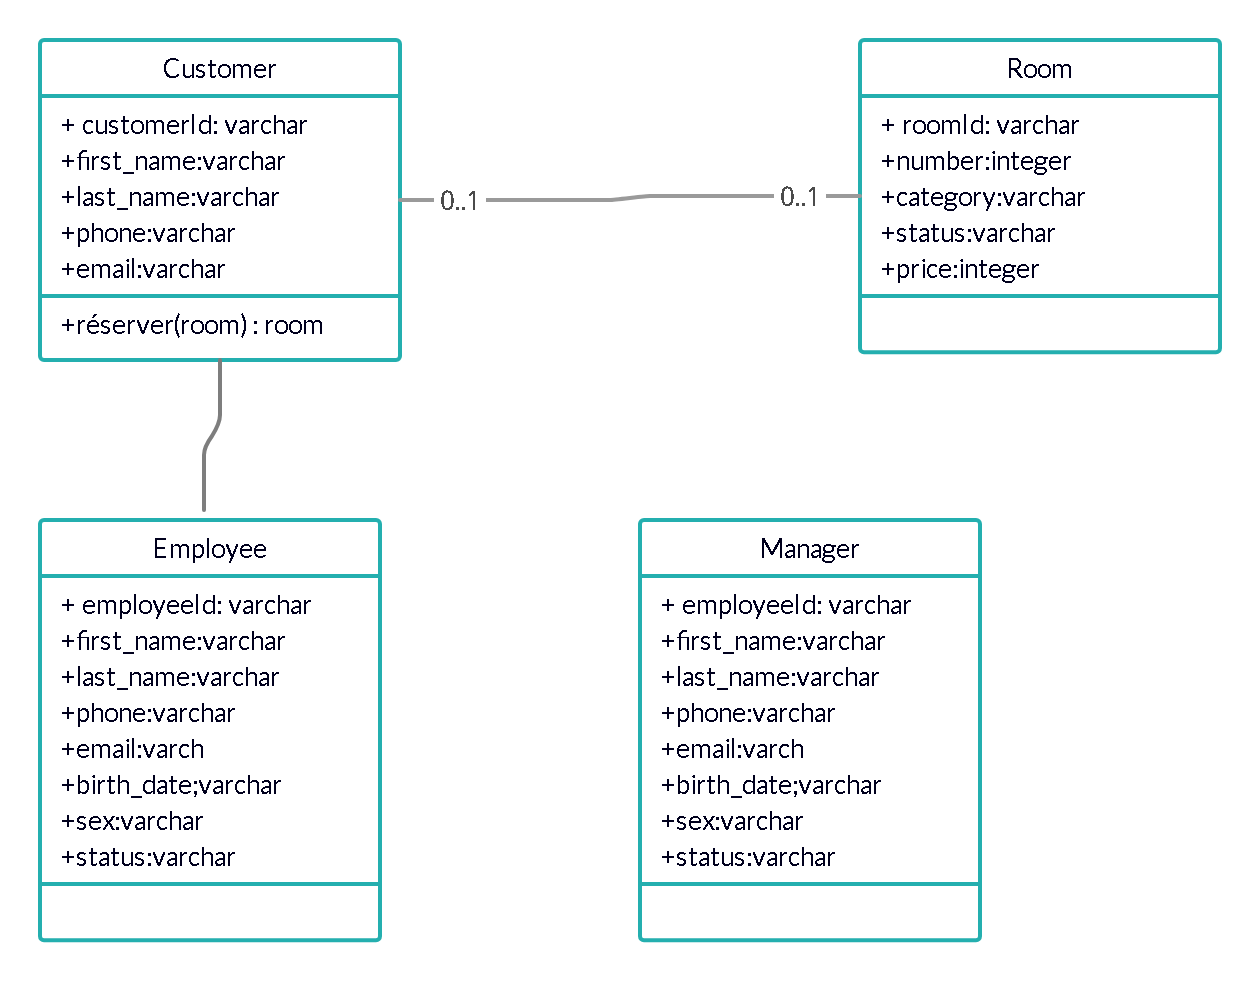 Customer
+ customerId: varchar
+first_name:varchar
+last_name:varchar
+phone:varchar
+email:varchar
+réserver(room) : room
0..1
0..1
Room
+ roomId: varchar
+number:integer
+category:varchar
+status:varchar
+price:integer
Employee
+ employeeId: varchar
+first_name:varchar
+last_name:varchar
+phone:varchar
+email:varch
+birth_date;varchar
+sex:varchar
+status:varchar
Manager
+ employeeId: varchar
+first_name:varchar
+last_name:varchar
+phone:varchar
+email:varch
+birth_date;varchar
+sex:varchar
+status:varchar